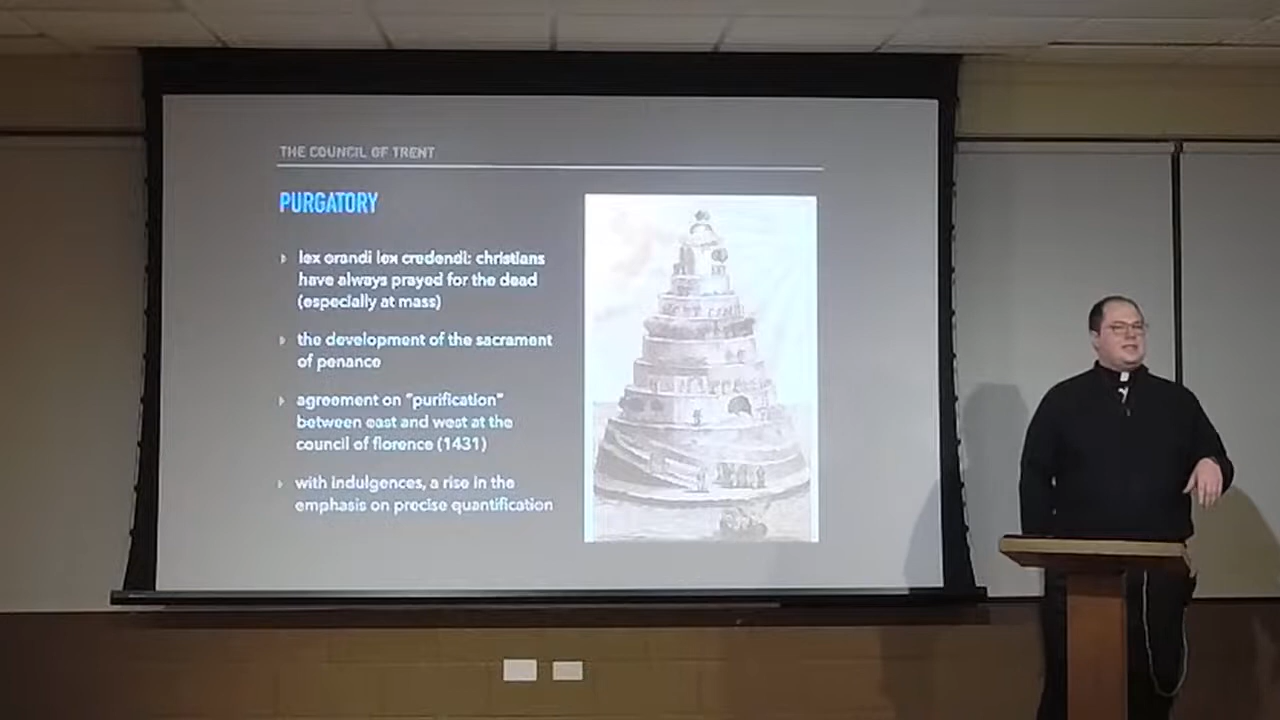 THE COUNCIL OF TRENT
PURGATORY
lex orandi lex credendi: christians
have always prayed for the dead
(especially at mass)
the development of the sacrament
of penance
agreement on "purification"
between east and west at the
council of florence (1431)
with indulgences, a rise in the
emphasis on precise quantification